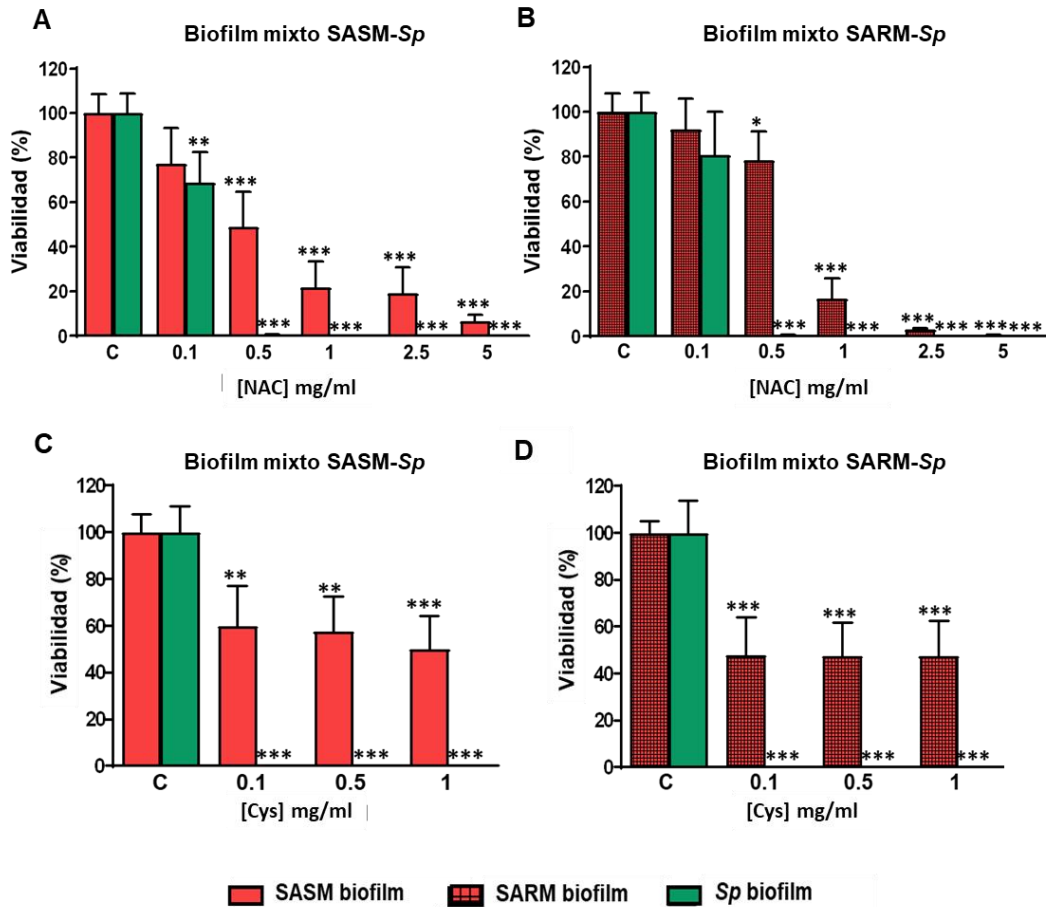 A
Biofilm mixto SASM-Sp
Viabilidad (%)
120
100
80
60
40
20
0
**
***
***
***
***
***
***
***
***
C 0.1 0.5 1 2.5 5
[NAC] mg/ml
B
Biofilm mixto SARM-Sp
Viabilidad (%)
120
100
80
60
40
20
0
*
***
***
***
***
***
***
***
C 0.1 0.5 1 2.5 5
[NAC] mg/ml
C
Biofilm mixto SASM-Sp
Viabilidad (%)
120
100
80
60
40
20
0
**
**
***
***
***
***
C 0.1 0.5 1
[Cys] mg/ml
D
Biofilm mixto SARM-Sp
Viabilidad (%)
120
100
80
60
40
20
0
***
***
***
***
***
***
C 0.1 0.5 1
[Cys] mg/ml
SASM biofilm SARM biofilm Sp biofilm